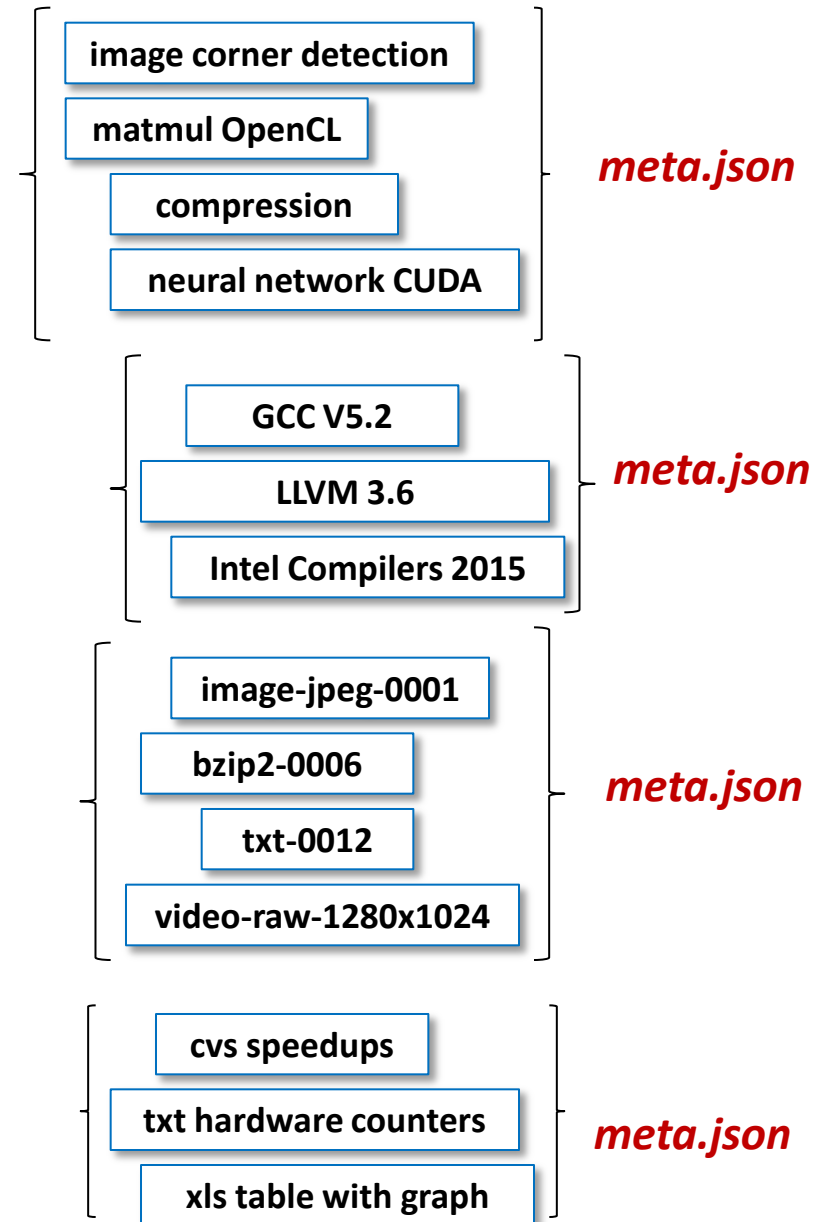 image corner detection
matmul OpenCL
meta.json
compression
neural network CUDA
GCC V5.2
meta.json
LLVM 3.6
Intel Compilers 2015
image-jpeg-0001
bzip2-0006
meta.json
txt-0012
video-raw-1280x1024
cvs speedups
txt hardware counters
meta.json
xls table with graph